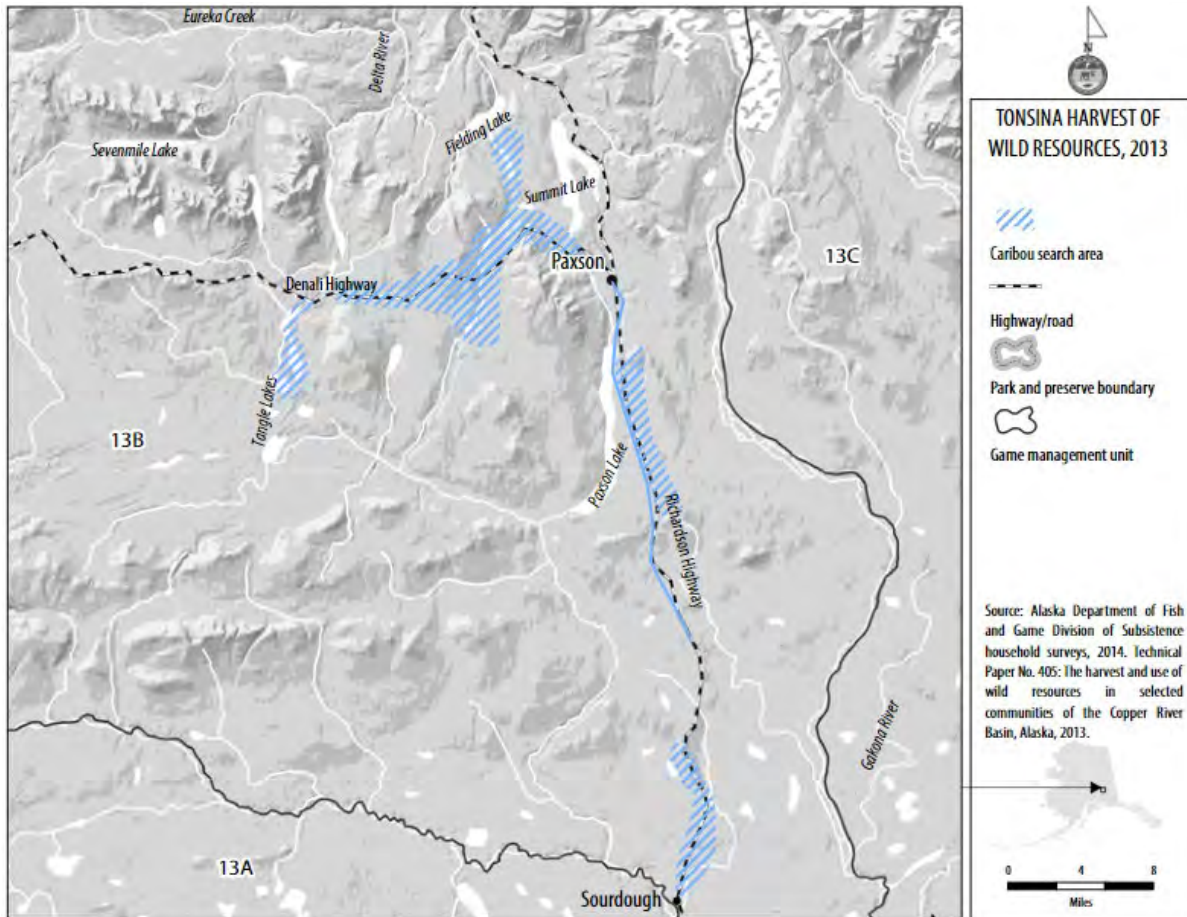 Eureka Creek
Delta River
Fielding Lake
Sevenmile Lake
Summit Lake
Paxson
13C
Denali Highway
Tangle Lakes
13B
Paxson Lake
Richardson Highway
Gakona River
13A
Sourdough
N
TONSINA HARVEST OF
WILD RESOURCES, 2013
Caribou search area
Highway/road
Park and preserve boundary
Game management unit
Source: Alaska Department of Fish
and Game Division of Subsistence
household surveys, 2014. Technical
Paper No. 405: The harvest and use of
wild resources in selected
communities of the Copper River
Basin, Alaska, 2013.
0 4 8
Miles